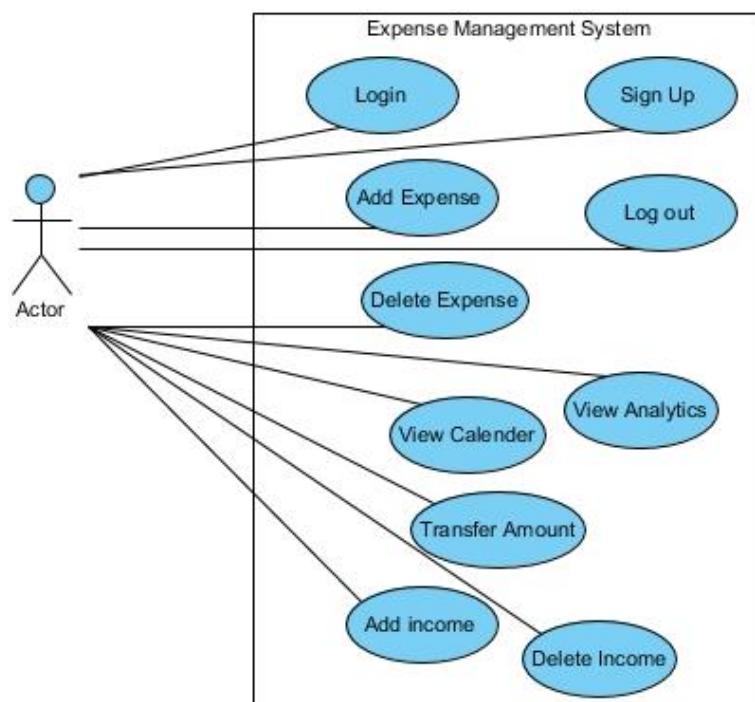 Expense Management System
Login
Sign Up
Add Expense
Log out
Actor
Delete Expense
View Analytics
View Calender
Transfer Amount
Add income
Delete Income